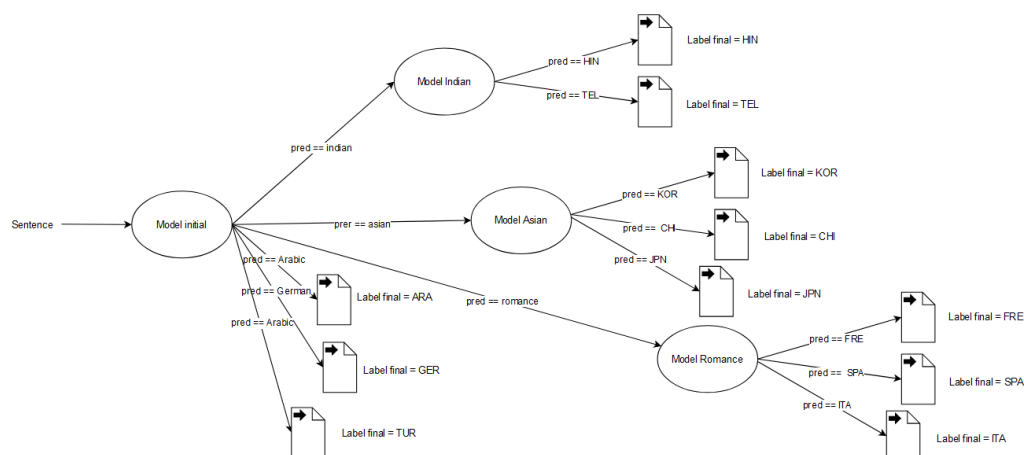 Label final = HIN
pred == HIN
Model Indian
pred == TEL
Label final = TEL
pred == indian
Label final = KOR
pred == KOR
Sentence
Model initial
prer == asian
Model Asian
pred == CHI
Label final = CHI
pred == Arabic
pred == JPN
pred == German
Label final = ARA
pred == romance
Label final = JPN
pred == Arabic
Label final = FRE
pred == FRE
Model Romance
Label final = GER
pred == SPA
Label final = SPA
pred == ITA
Label final = TUR
Label final = ITA